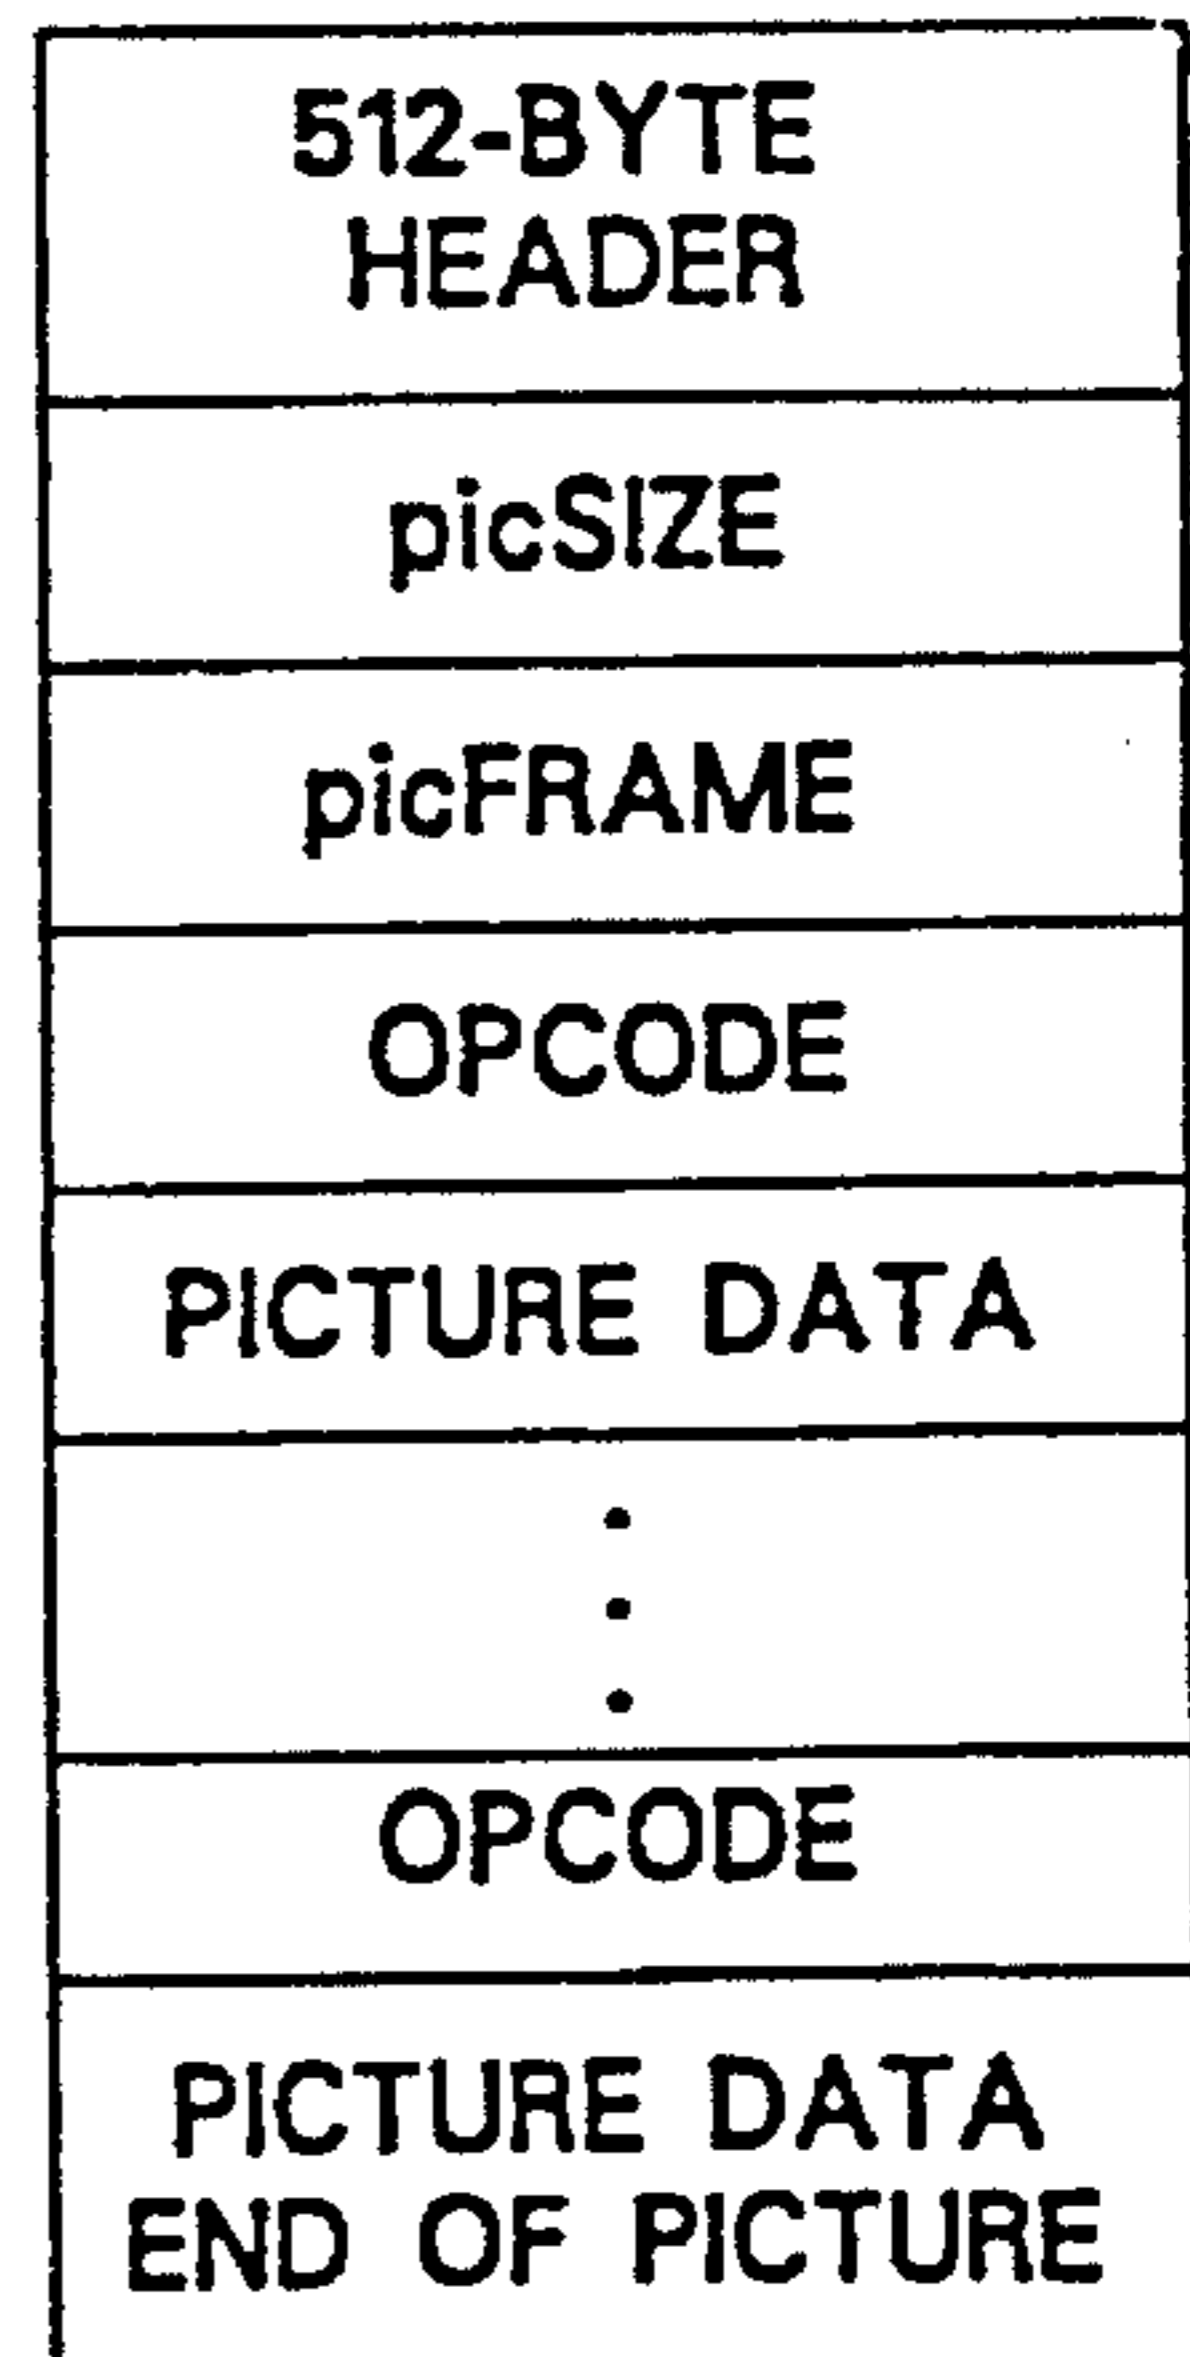 512-BYTE
HEADER
picSIZE
picFRAME
OPCODE
PICTURE DATA
OPCODE
PICTURE DATA
END OF PICTURE